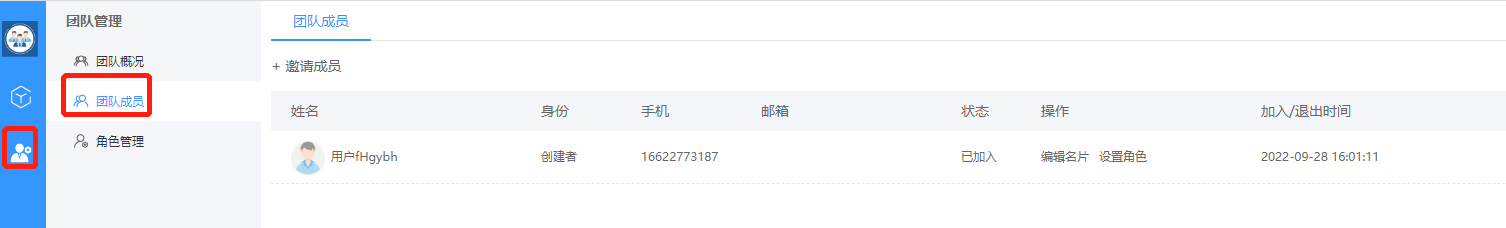 团队管理
团队概况
团队成员
角色管理
团队成员
+ 邀请成员
姓名 身份 手机 邮箱 状态 操作 加入/退出时间
用户fHgybh 创建者 16622773187 已加入 编辑名片 设置角色 2022-09-28 16:01:11